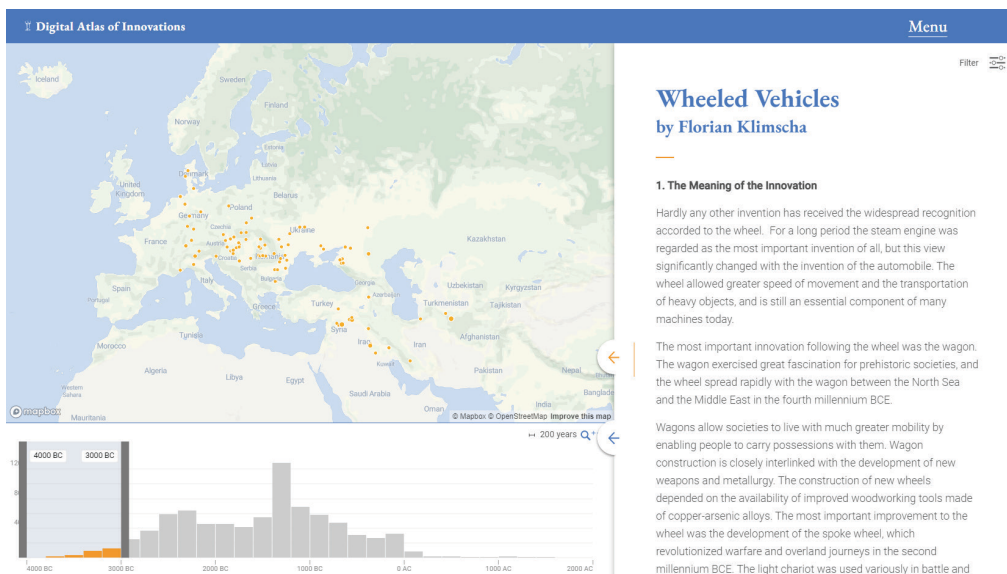 Digital Atlas of Innovations
Menu
Filter
Wheeled Vehicles
by Florian Klimscha
1. The Meaning of the Innovation
Hardly any other invention has received the widespread recognition
accorded to the wheel. For a long period the steam engine was
regarded as the most important invention of all, but this view
significantly changed with the invention of the automobile. The
wheel allowed greater speed of movement and the transportation
of heavy objects, and is still an essential component of many
machines today.
The most important innovation following the wheel was the wagon.
The wagon exercised great fascination for prehistoric societies, and
the wheel spread rapidly with the wagon between the North Sea
and the Middle East in the fourth millennium BCE.
Wagons allow societies to live with much greater mobility by
enabling people to carry possessions with them. Wagon
construction is closely interlinked with the development of new
weapons and metallurgy. The construction of new wheels
depended on the availability of improved woodworking tools made
of copper-arsenic alloys. The most important improvement to the
wheel was the development of the spoke wheel, which
revolutionized warfare and overland journeys in the second
millennium BCE. The light chariot was used variously in battle and
Iceland
Sweden
Finland
Norway
Estonia
Latvia
Lithuania
Denmark
United
Kingdom
Belarus
Poland
Germany
Czechia
Ukraine
France
Austria
Croatia
Romania
Serbia
Kazakhstan
Italy
Bulgaria
Georgia
Uzbekistan
Kyrgyzstan
Spain
Portugal
Greece
Turkey
Azerbaijan
Turkmenistan
Tajikistan
Tunisia
Syria
Morocco
Iraq
Iran
Afghanistan
Algeria
Libya
Egypt
Kuwait
Pakistan
Nepal
Western
Sahara
Saudi Arabia
Banglade
Oman
India
Mauritania
mapbox
© Mapbox © OpenStreetMap Improve this map
200 years
4000 BC
3000 BC
12
8
4
4000 BC
3000 BC
2000 BC
1000 BC
0 AC
1000 AC
2000 AC